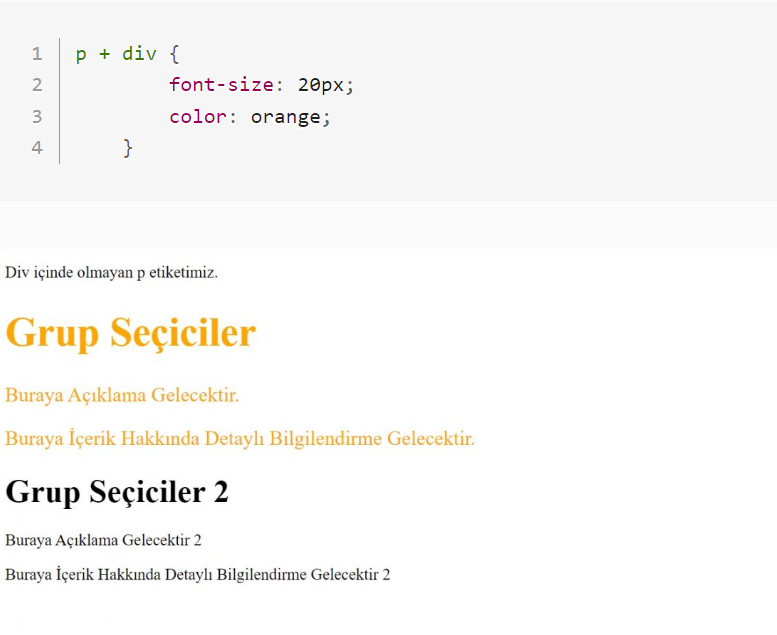 1 p + div {
2 font-size: 20px;
3 color: orange;
4 }
Div içinde olmayan p etiketimiz.
Grup Seçiciler
Buraya Açıklama Gelecektir.
Buraya İçerik Hakkında Detaylı Bilgilendirme Gelecektir.
Grup Seçiciler 2
Buraya Açıklama Gelecektir 2
Buraya İçerik Hakkında Detaylı Bilgilendirme Gelecektir 2